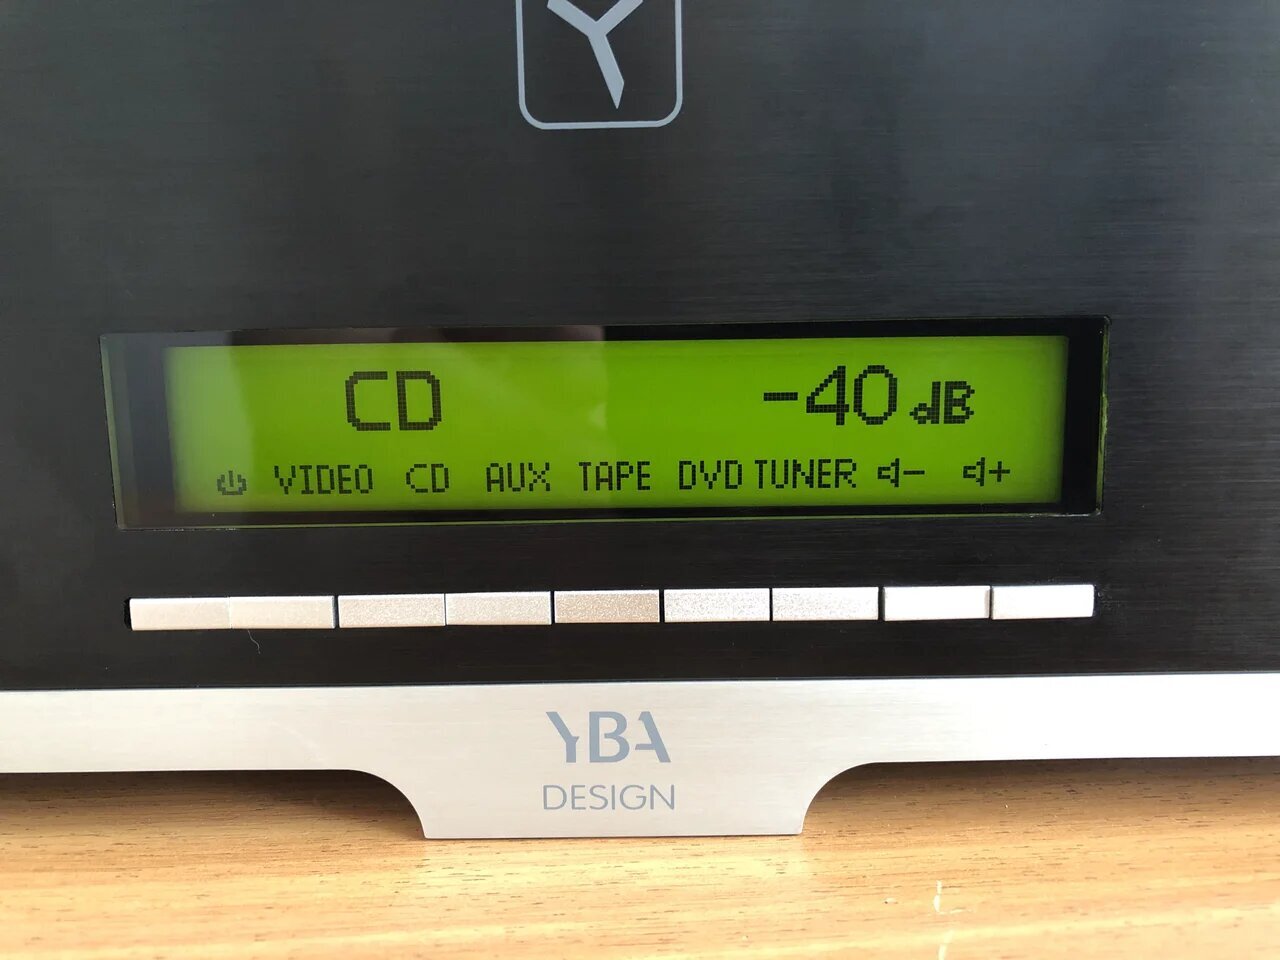 CD -40 dB
VIDEO CD AUX TAPE DVD TUNER - +
YBA
DESIGN